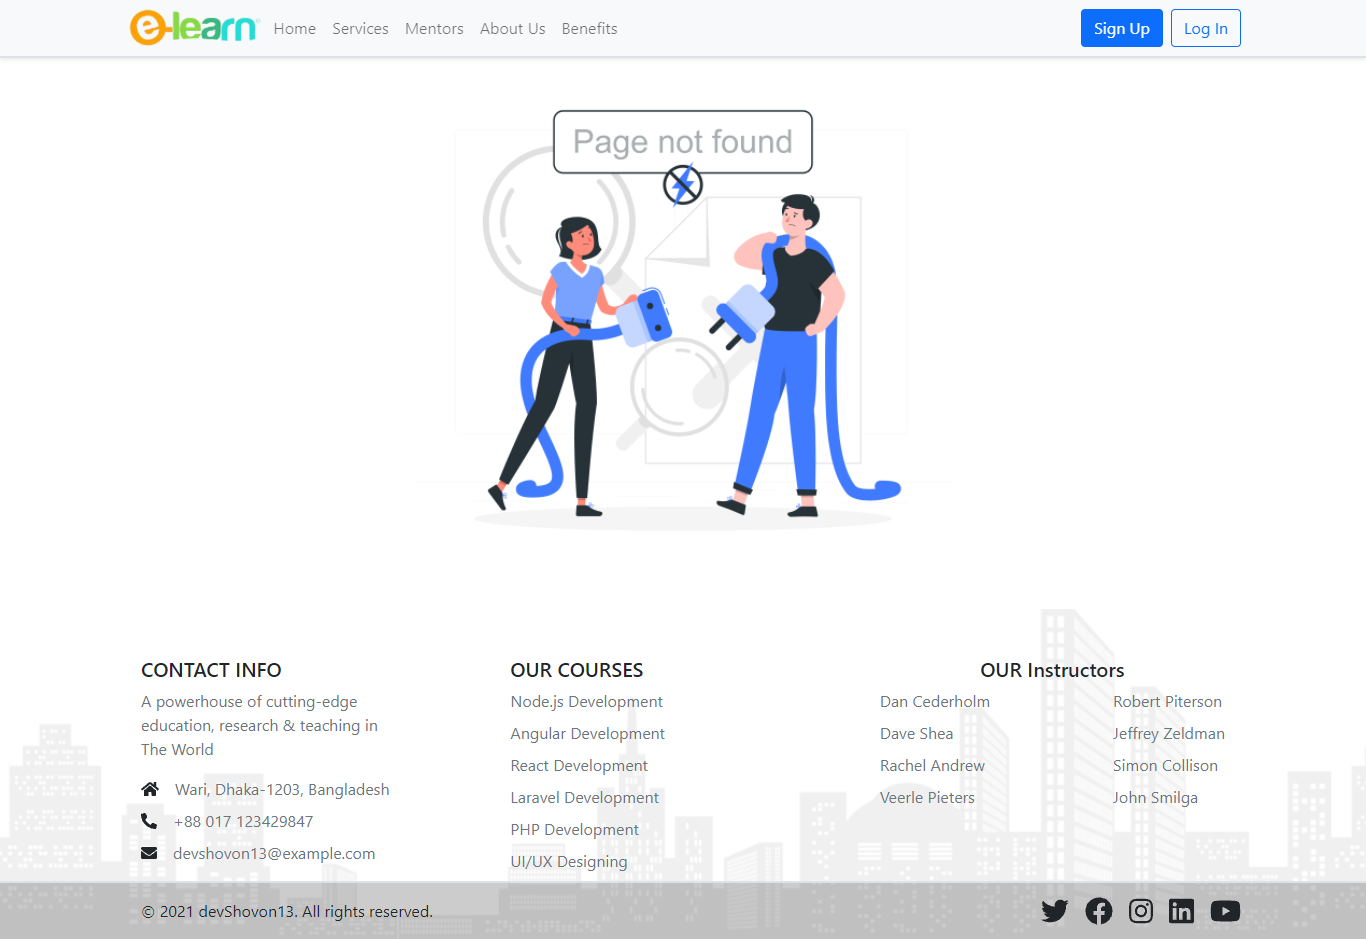 e-learn Home Services Mentors About Us Benefits Sign Up Log In
Page not found
CONTACT INFO
A powerhouse of cutting-edge
education, research & teaching in
The World
Wari, Dhaka-1203, Bangladesh
+88 017 123429847
devshovon13@example.com
OUR COURSES
Node.js Development
Angular Development
React Development
Laravel Development
PHP Development
UI/UX Designing
OUR Instructors
Dan Cederholm
Dave Shea
Rachel Andrew
Veerle Pieters
Robert Piterson
Jeffrey Zeldman
Simon Collison
John Smilga
© 2021 devShovon13. All rights reserved.